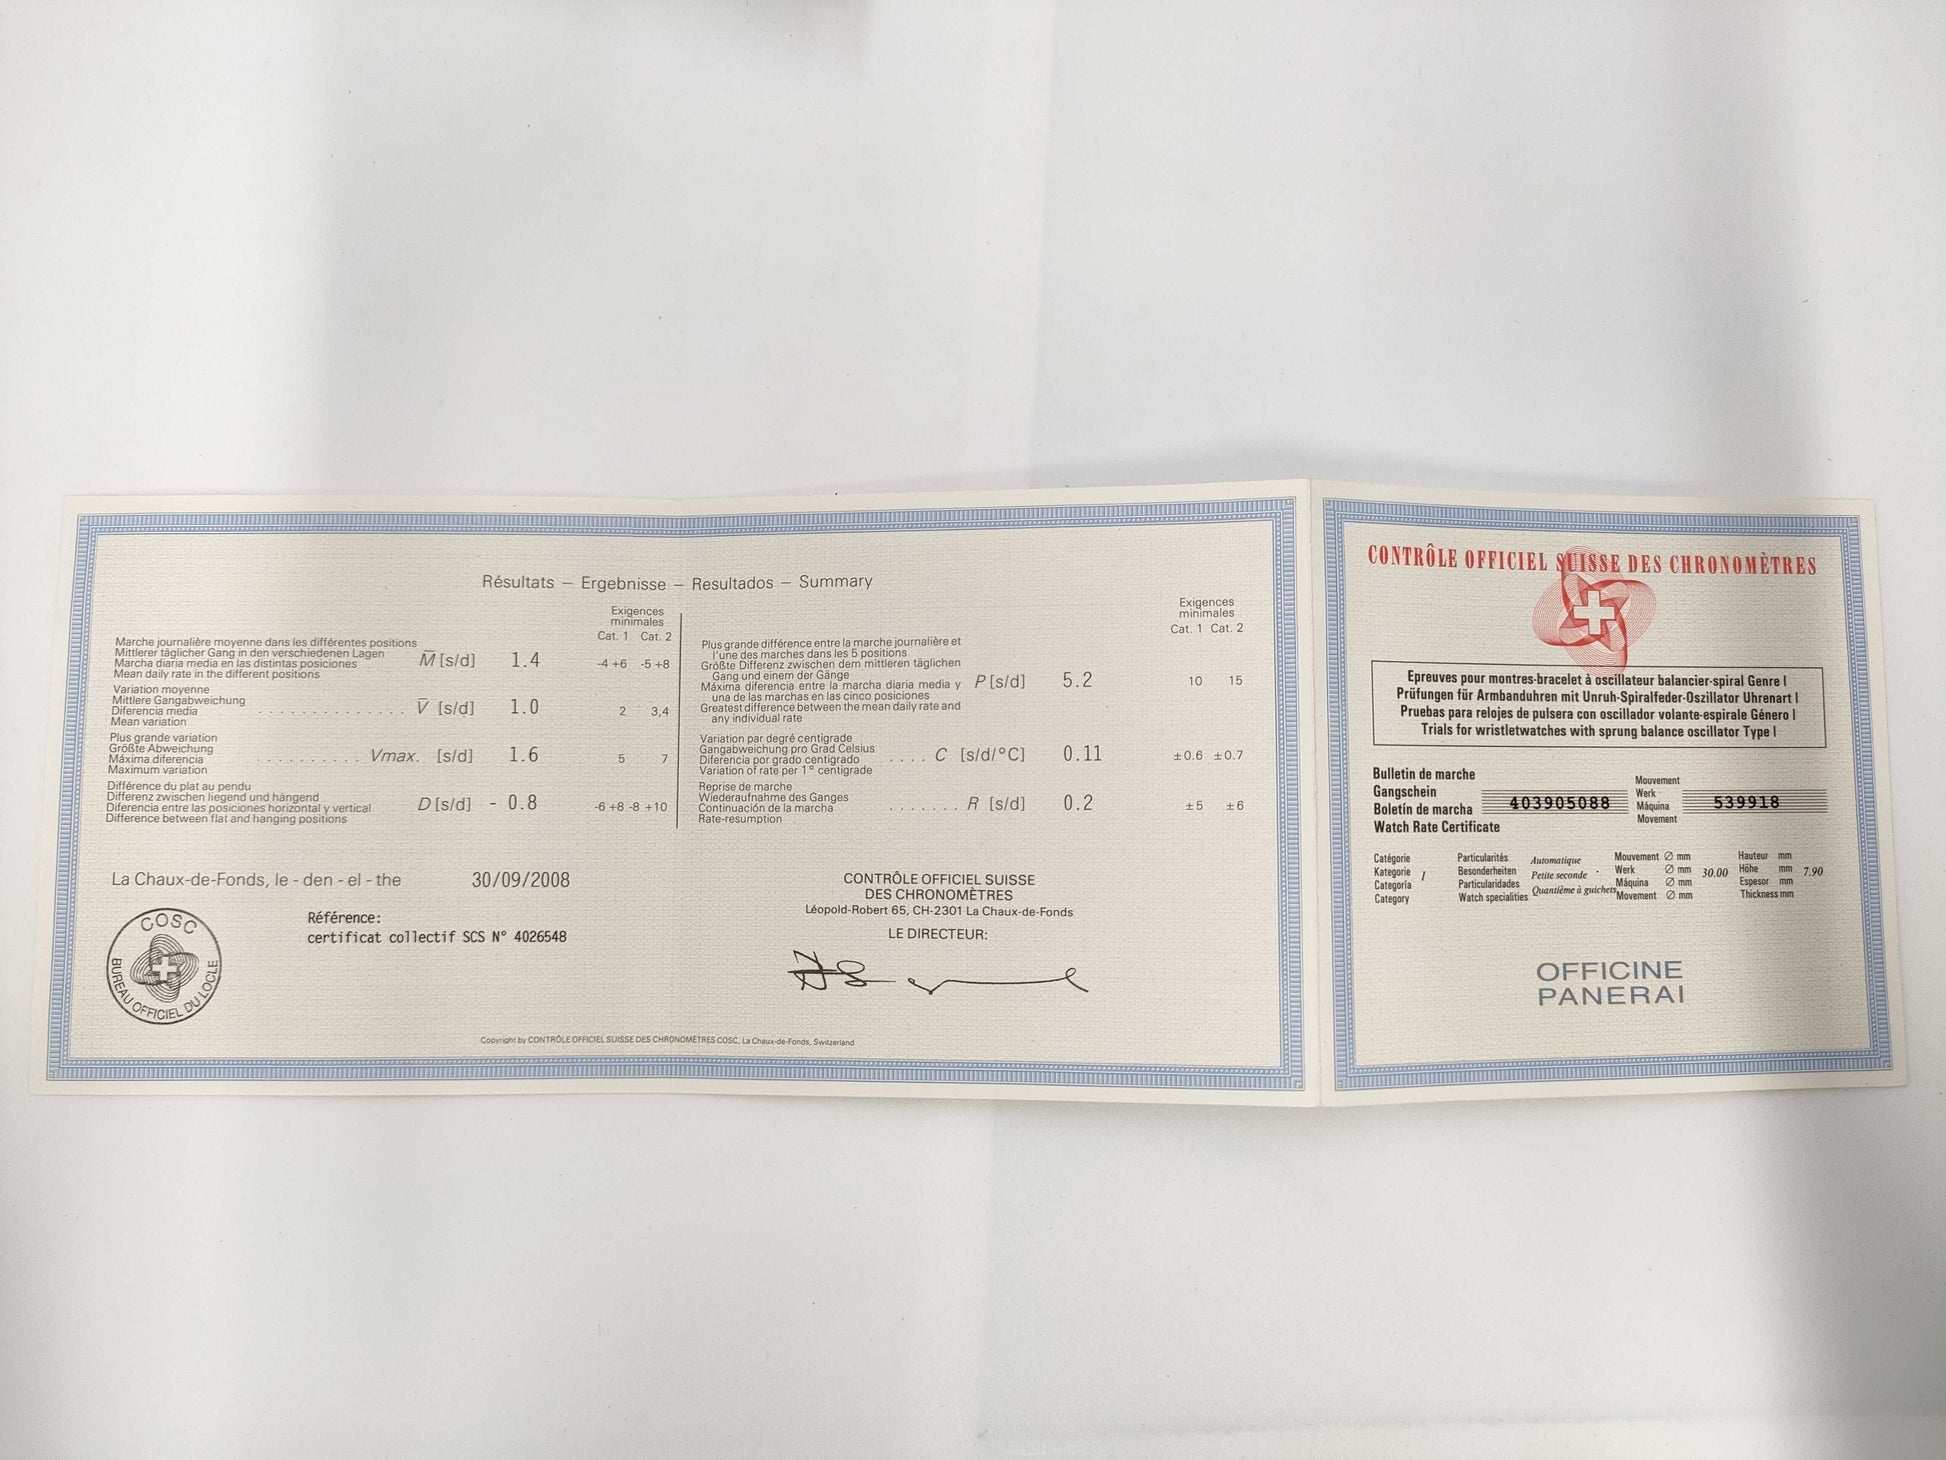 Résultats – Ergebnisse – Resultados – Summary
Exigences
minimales
Cat. 1 Cat. 2
Marche journalière moyenne dans les différentes positions
Mittlerer täglicher Gang in den verschiedenen Lagen
Marcha diaria media en las distintas posiciones
Mean daily rate in the different positions
M̅ [s/d] 1.4 -4 +6 -5 +8
Variation moyenne
Mittlere Gangabweichung
Diferencia media
Mean variation
. . . . . . . . . . . . . . V̅ [s/d] 1.0 2 3,4
Plus grande variation
Größte Abweichung
Máxima diferencia
Maximum variation
. . . . . . . . . . Vmax. [s/d] 1.6 5 7
Différence du plat au pendu
Differenz zwischen liegend und hängend
Diferencia entre las posiciones horizontal y vertical
Difference between flat and hanging positions
D [s/d] - 0.8 -6 +8 -8 +10
Exigences
minimales
Cat. 1 Cat. 2
Plus grande différence entre la marche journalière et
l'une des marches dans les 5 positions
Größte Differenz zwischen dem mittleren täglichen
Gang und einem der Gänge
Máxima diferencia entre la marcha diaria media y
una de las marchas en las cinco posiciones
Greatest difference between the mean daily rate and
any individual rate
P [s/d] 5.2 10 15
Variation par degré centigrade
Gangabweichung pro Grad Celsius
Diferencia por grado centigrado
Variation of rate per 1° centigrade
. . . . C [s/d/°C] 0.11 ±0.6 ±0.7
Reprise de marche
Wiederaufnahme des Ganges
Continuación de la marcha
Rate-resumption
. . . . . . . R [s/d] 0.2 ±5 ±6
La Chaux-de-Fonds, le - den - el - the 30/09/2008
Référence:
certificat collectif SCS N° 4026548
COSC
BUREAU OFFICIEL DU LOCLE
CONTRÔLE OFFICIEL SUISSE
DES CHRONOMÈTRES
Léopold-Robert 65, CH-2301 La Chaux-de-Fonds
LE DIRECTEUR:
Copyright by CONTRÔLE OFFICIEL SUISSE DES CHRONOMÈTRES COSC, La Chaux-de-Fonds, Switzerland
CONTRÔLE OFFICIEL SUISSE DES CHRONOMÈTRES
Epreuves pour montres-bracelet à oscillateur balancier-spiral Genre I
Prüfungen für Armbanduhren mit Unruh-Spiralfeder-Oszillator Uhrenart I
Pruebas para relojes de pulsera con oscillador volante-espirale Género I
Trials for wristletwatches with sprung balance oscillator Type I
Bulletin de marche
Gangschein
Boletín de marcha
Watch Rate Certificate
403905088
Mouvement
Werk
Máquina
Movement
539918
Catégorie
Kategorie
Categoria
Category
1
Particularités
Besonderheiten
Particularidades
Watch specialities
Automatique
Petite seconde
Quantième à guichets
Mouvement ∅ mm
Werk ∅ mm
Máquina ∅ mm
Movement ∅ mm
30.00
Hauteur mm
Höhe mm
Espesor mm
Thickness mm
7.90
OFFICINE
PANERAI